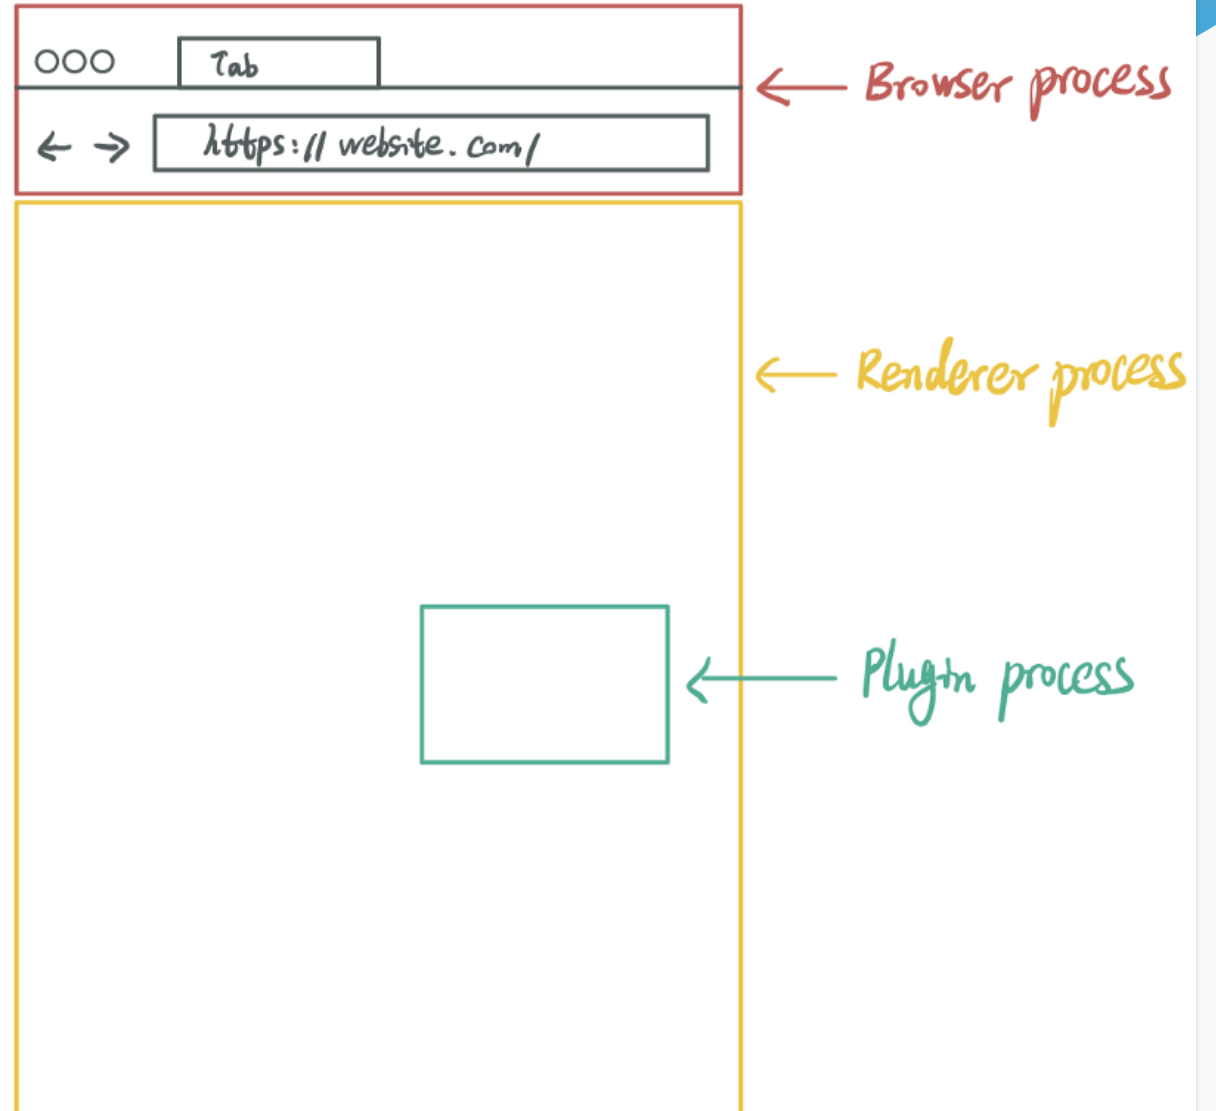 Tab
Browser process
https://website.com/
Renderer process
Plugin process